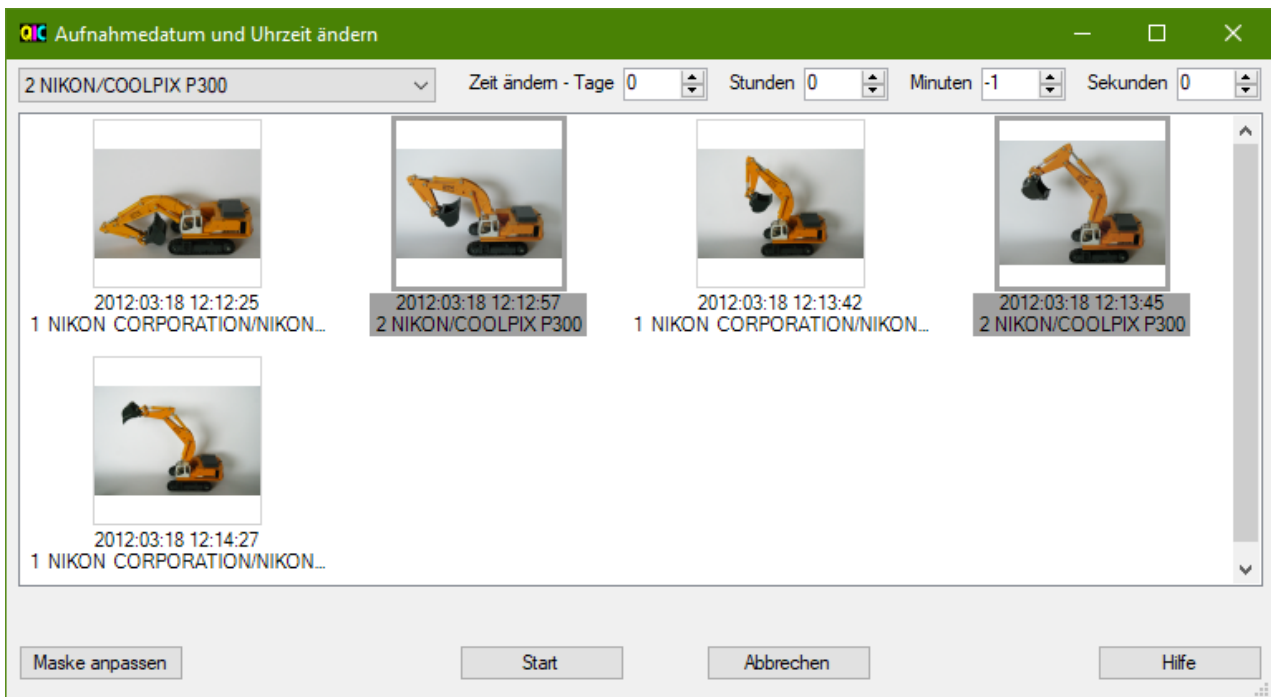 QIC Aufnahmedatum und Uhrzeit ändern
2 NIKON/COOLPIX P300 Zeit ändern - Tage 0 Stunden 0 Minuten -1 Sekunden 0
2012:03:18 12:12:25 2012:03:18 12:12:57 2012:03:18 12:13:42 2012:03:18 12:13:45
1 NIKON CORPORATION/NIKON... 2 NIKON/COOLPIX P300 1 NIKON CORPORATION/NIKON... 2 NIKON/COOLPIX P300
2012:03:18 12:14:27
1 NIKON CORPORATION/NIKON...
Maske anpassen Start Abbrechen Hilfe